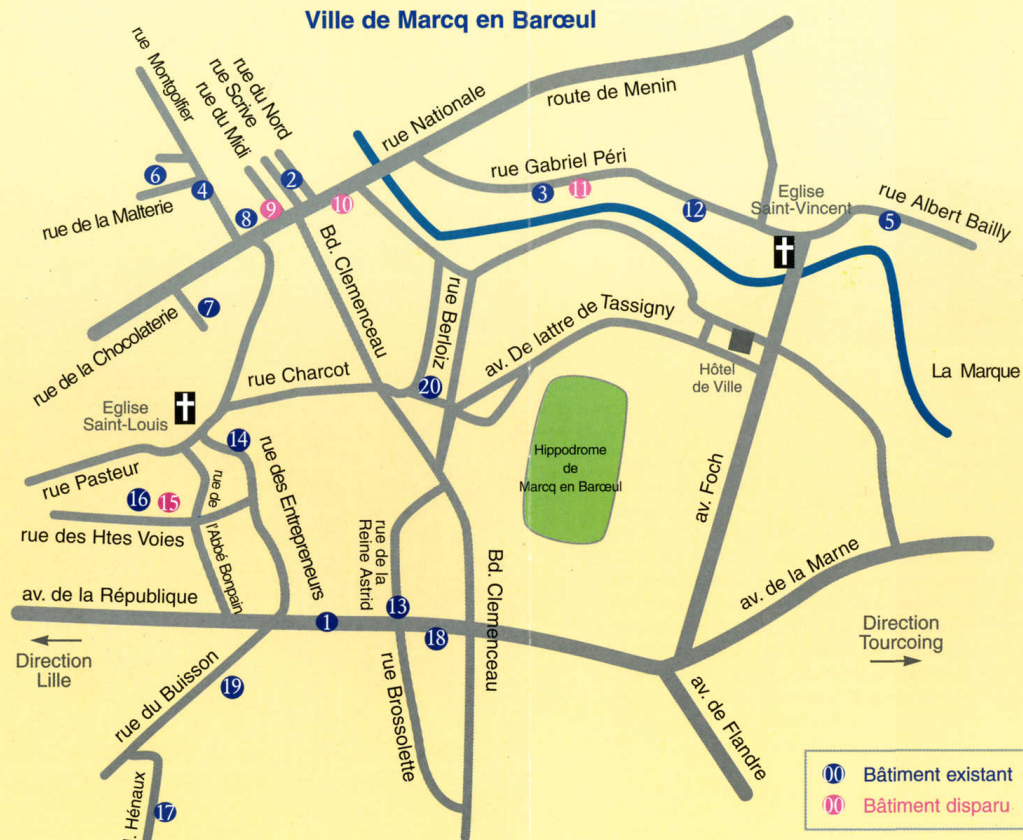 Ville de Marcq en Barœul
rue Montgolfier
rue du Nord
rue Scrive
rue du Midi
rue Nationale
route de Menin
rue Gabriel Péri
6
4
2
3
11
12
Eglise
Saint-Vincent
rue Albert Bailly
5
rue de la Malterie
8
9
10
Bd. Clemenceau
7
rue de la Chocolaterie
rue Berloiz
av. De lattre de Tassigny
Hôtel
de Ville
La Marque
rue Charcot
20
Eglise
Saint-Louis
14
rue des Entrepreneurs
Hippodrome
de
Marcq en Barœul
rue Pasteur
16
15
rue de
l'Abbé Bonpain
rue des Htes Voies
av. Foch
rue de la
Reine Astrid
Bd. Clemenceau
av. de la Marne
av. de la République
1
13
18
Direction
Lille
Direction
Tourcoing
rue du Buisson
19
rue Brossolette
av. de Flandre
Hénaux
17
00 Bâtiment existant
00 Bâtiment disparu